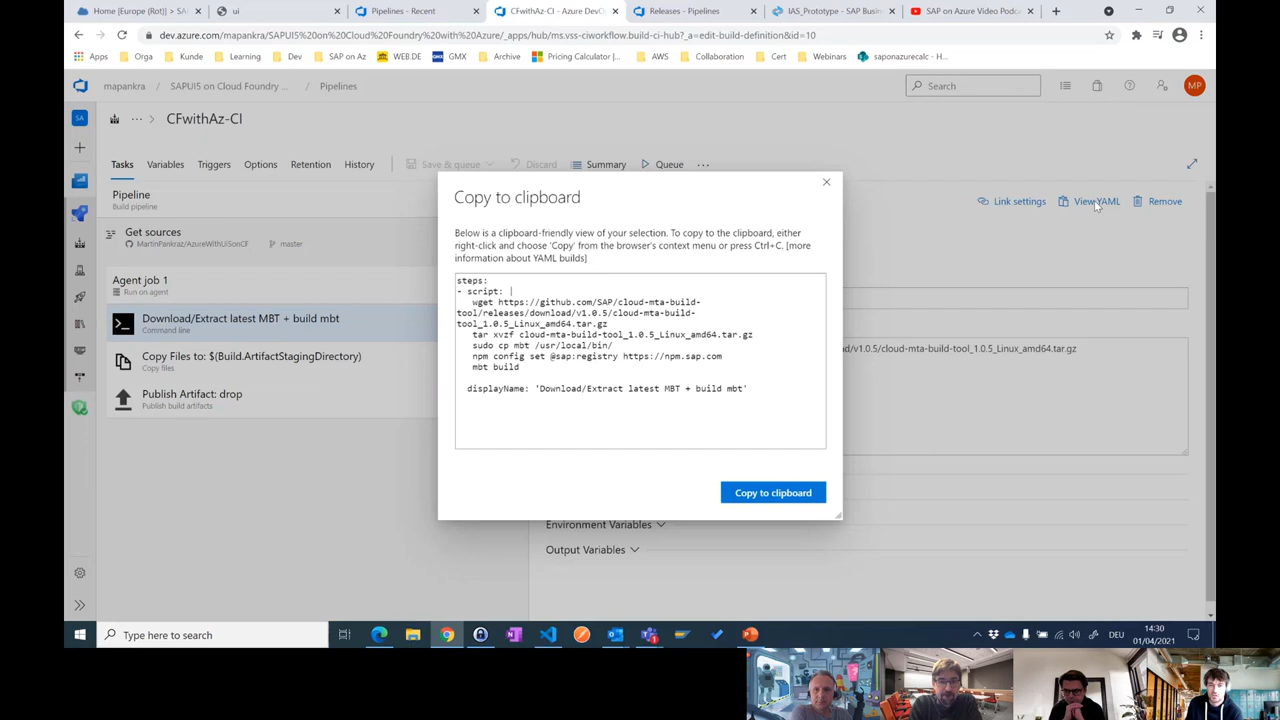 Home [Europe (Rot)] > SA
ui
Pipelines - Recent
CFwithAz-CI - Azure DevO
Releases - Pipelines
IAS_Prototype - SAP Busin
SAP on Azure Video Podc
dev.azure.com/mapankra/SAPUI5%20on%20Cloud%20Foundry%20with%20Azure/_apps/hub/ms.vss-ciworkflow.build-ci-hub?_a=edit-build-definition&id=10
Apps
Orga
Kunde
Learning
Dev
SAP on Az
WEB.DE
GMX
Archive
Pricing Calculator |...
AWS
Collaboration
Cert
Webinars
saponazurecalc - H...
mapankra
SAPUI5 on Cloud Foundry ...
Pipelines
Search
MP
SA
CFwithAz-CI
Tasks
Variables
Triggers
Options
Retention
History
Save & queue
Discard
Summary
Queue
Pipeline
Build pipeline
Get sources
MartinPankraz/AzureWithUi5onCF
master
Agent job 1
Run on agent
Download/Extract latest MBT + build mbt
Command line
Copy Files to: $(Build.ArtifactStagingDirectory)
Copy files
Publish Artifact: drop
Publish build artifacts
Link settings
View YAML
Remove
d/v1.0.5/cloud-mta-build-tool_1.0.5_Linux_amd64.tar.gz
Environment Variables
Output Variables
Copy to clipboard
Below is a clipboard-friendly view of your selection. To copy to the clipboard, either
right-click and choose 'Copy' from the browser's context menu or press Ctrl+C. [more
information about YAML builds]
steps:
- script: |
wget https://github.com/SAP/cloud-mta-build-
tool/releases/download/v1.0.5/cloud-mta-build-
tool_1.0.5_Linux_amd64.tar.gz
tar xvzf cloud-mta-build-tool_1.0.5_Linux_amd64.tar.gz
sudo cp mbt /usr/local/bin/
npm config set @sap:registry https://npm.sap.com
mbt build
displayName: 'Download/Extract latest MBT + build mbt'
Copy to clipboard
Type here to search
DEU
14:30
01/04/2021